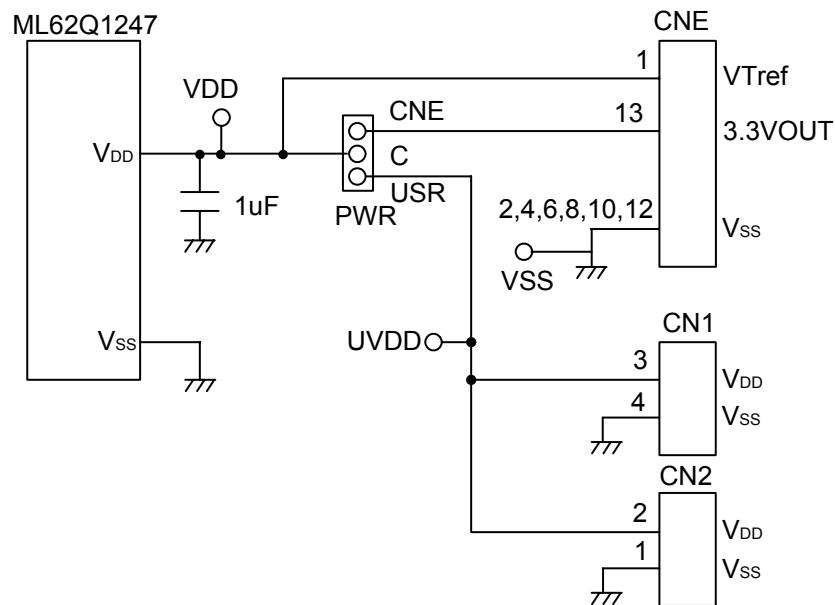 ML62Q1247
CNE
VDD
1
VTref
CNE
13
3.3VOUT
VDD
C
1uF
USR
PWR
2,4,6,8,10,12
VSS
VSS
VSS
UVDD
CN1
3
VDD
4
VSS
CN2
2
VDD
1
VSS